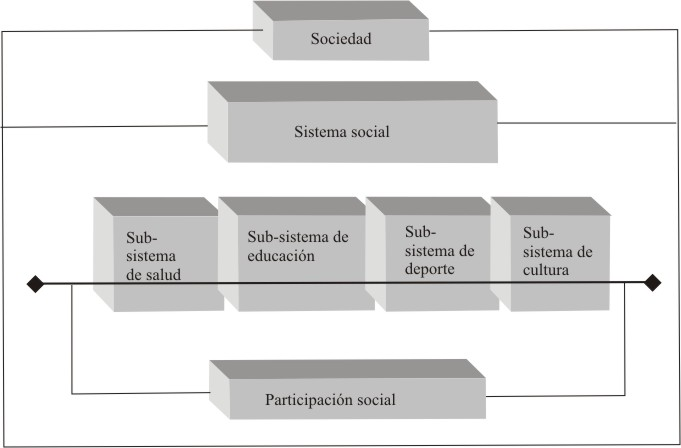 Sociedad
Sistema social
Sub-
sistema
de salud
Sub-sistema de
educación
Sub-
sistema de
deporte
Sub-
sistema de
cultura
Participación social